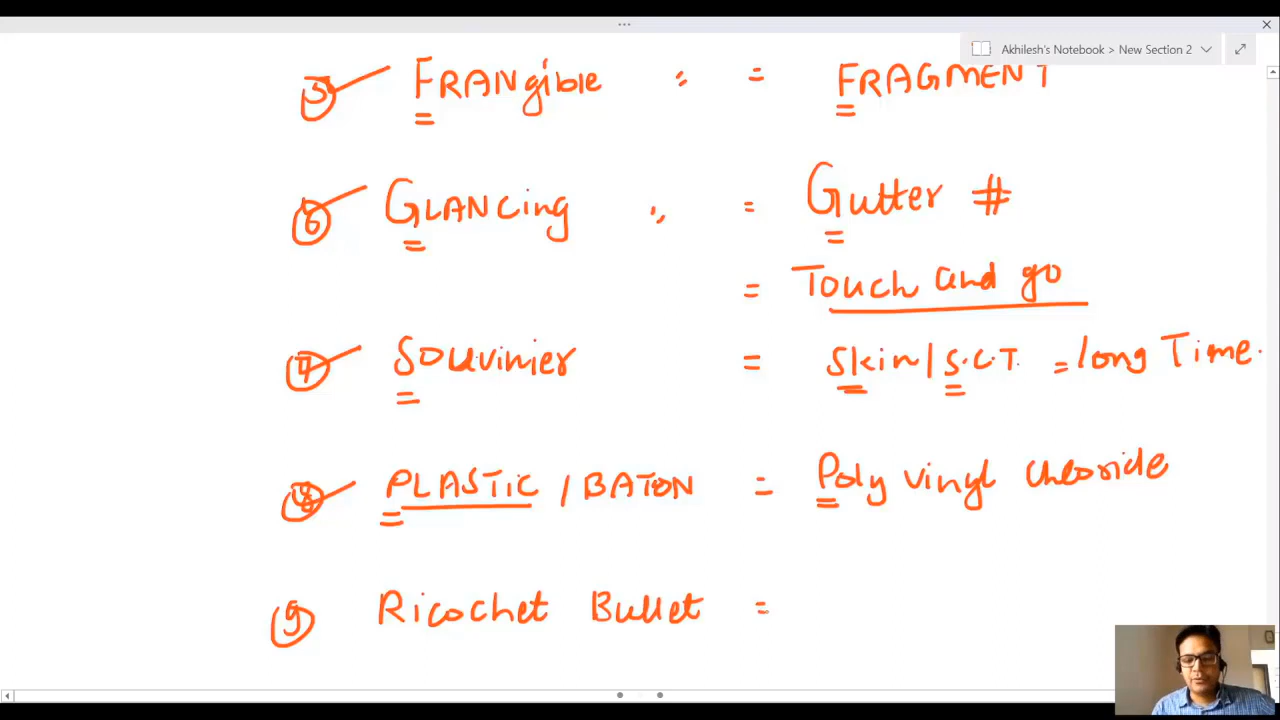 Akhilesh's Notebook > New Section 2
5 FRANgible " = FRAGMENT
6 GLANCing " = Gutter #
= Touch and go
7 Souvinier = Skin/S.C.T. = long Time.
8 PLASTIC / BATON = Poly vinyl chloride
9 Ricochet Bullet =